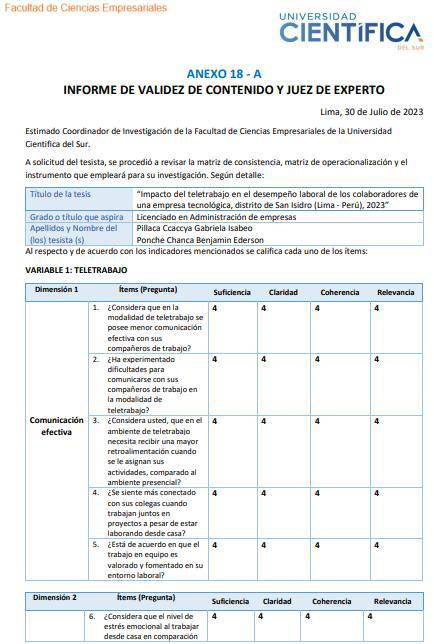 Facultad de Ciencias Empresariales
UNIVERSIDAD
CIENTÍFICA
DEL SUR
ANEXO 18 - A
INFORME DE VALIDEZ DE CONTENIDO Y JUEZ DE EXPERTO
Lima, 30 de Julio de 2023
Estimado Coordinador de Investigación de la Facultad de Ciencias Empresariales de la Universidad
Científica del Sur.
A solicitud del tesista, se procedió a revisar la matriz de consistencia, matriz de operacionalización y el
instrumento que empleará para su investigación. Según detalle:
Título de la tesis
"Impacto del teletrabajo en el desempeño laboral de los colaboradores de
una empresa tecnológica, distrito de San Isidro (Lima - Perú), 2023"
Grado o título que aspira
Licenciado en Administración de empresas
Apellidos y Nombre del
(los) tesista (s)
Pillaca Ccaccya Gabriela Isabeo
Ponche Chanca Benjamin Ederson
Al respecto y de acuerdo con los indicadores mencionados se califica cada uno de los ítems:
VARIABLE 1: TELETRABAJO
Dimensión 1 Ítems (Pregunta) Suficiencia Claridad Coherencia Relevancia
Comunicación
efectiva
1. ¿Considera que en la 4 4 4 4
modalidad de teletrabajo se
posee menor comunicación
efectiva con sus
compañeros de trabajo?
2. ¿Ha experimentado 4 4 4 4
dificultades para
comunicarse con sus
compañeros de trabajo en
la modalidad de
teletrabajo?
3. ¿Considera usted, que en el 4 4 4 4
ambiente de teletrabajo
necesita recibir una mayor
retroalimentación cuando
se le asignan sus
actividades, comparado al
ambiente presencial?
4. ¿Se siente más conectado 4 4 4 4
con sus colegas cuando
trabajan juntos en
proyectos a pesar de estar
laborando desde casa?
5. ¿Está de acuerdo en que el 4 4 4 4
trabajo en equipo es
valorado y fomentado en su
entorno laboral?
Dimensión 2 Ítems (Pregunta) Suficiencia Claridad Coherencia Relevancia
6. ¿Considera que el nivel de 4 4 4 4
estrés emocional al trabajar
desde casa en comparación